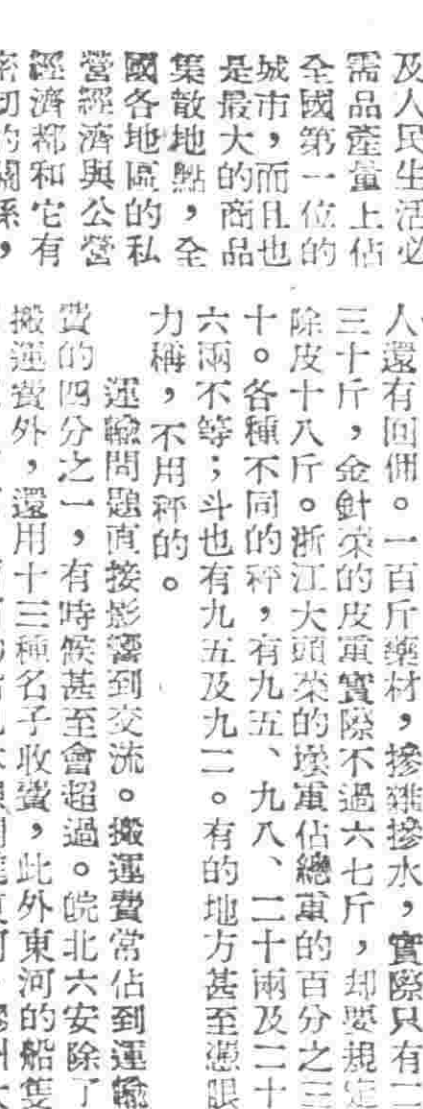 及人民生活必
需品產量上佔
全國第一位的
城市，而且也
是最大的商品
集散地點，全
國各地區的私
營經濟與公營
經濟都和它有
密切的關係，
人還有回佣。一百斤藥材，摻雜摻水，實際只有二
三十斤，金針菜的皮重實際不過六七斤，却要規定
除皮十八斤。浙江大頭菜的罎重佔總重的百分之三
十。各種不同的秤，有九五、九八、二十兩及二十
六兩不等；斗也有九五及九二。有的地方甚至憑眼
力稱，不用秤的。
運輸問題直接影響到交流。搬運費常佔到運輸
費的四分之一，有時候甚至會超過。皖北六安除了
搬運費外，還用十三種名子收費，此外東河的船隻